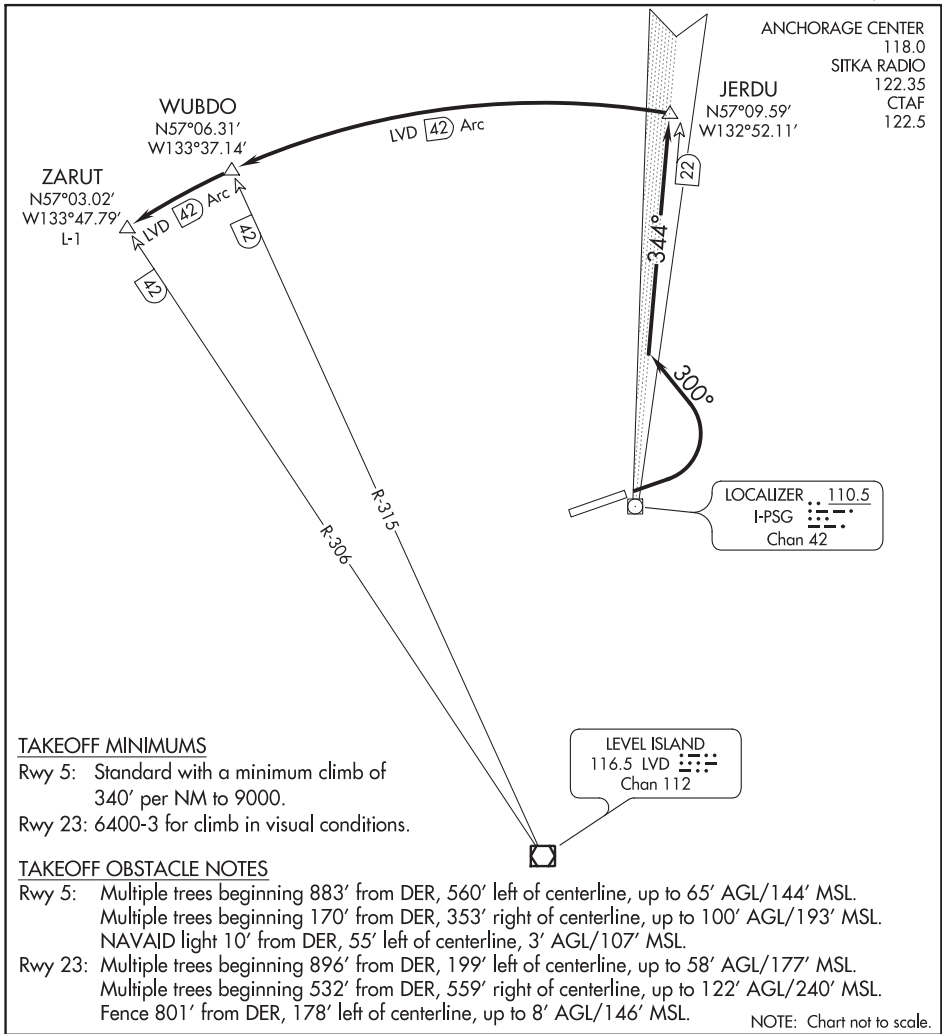 ANCHORAGE CENTER
118.0
SITKA RADIO
122.35
CTAF
122.5
JERDU
N57°09.59’
W132°52.11’
WUBDO
N57°06.31’
W133°37.14’
LVD 42 Arc
ZARUT
N57°03.02’
W133°47.79’
L-1
LVD 42 Arc
42
42
22
344°
300°
R-315
R-306
LOCALIZER 110.5
I-PSG
Chan 42
LEVEL ISLAND
116.5 LVD
Chan 112
TAKEOFF MINIMUMS
Rwy 5: Standard with a minimum climb of
340’ per NM to 9000.
Rwy 23: 6400-3 for climb in visual conditions.
TAKEOFF OBSTACLE NOTES
Rwy 5: Multiple trees beginning 883’ from DER, 560’ left of centerline, up to 65’ AGL/144’ MSL.
Multiple trees beginning 170’ from DER, 353’ right of centerline, up to 100’ AGL/193’ MSL.
NAVAID light 10’ from DER, 55’ left of centerline, 3’ AGL/107’ MSL.
Rwy 23: Multiple trees beginning 896’ from DER, 199’ left of centerline, up to 58’ AGL/177’ MSL.
Multiple trees beginning 532’ from DER, 559’ right of centerline, up to 122’ AGL/240’ MSL.
Fence 801’ from DER, 178’ left of centerline, up to 8’ AGL/146’ MSL.
NOTE: Chart not to scale.